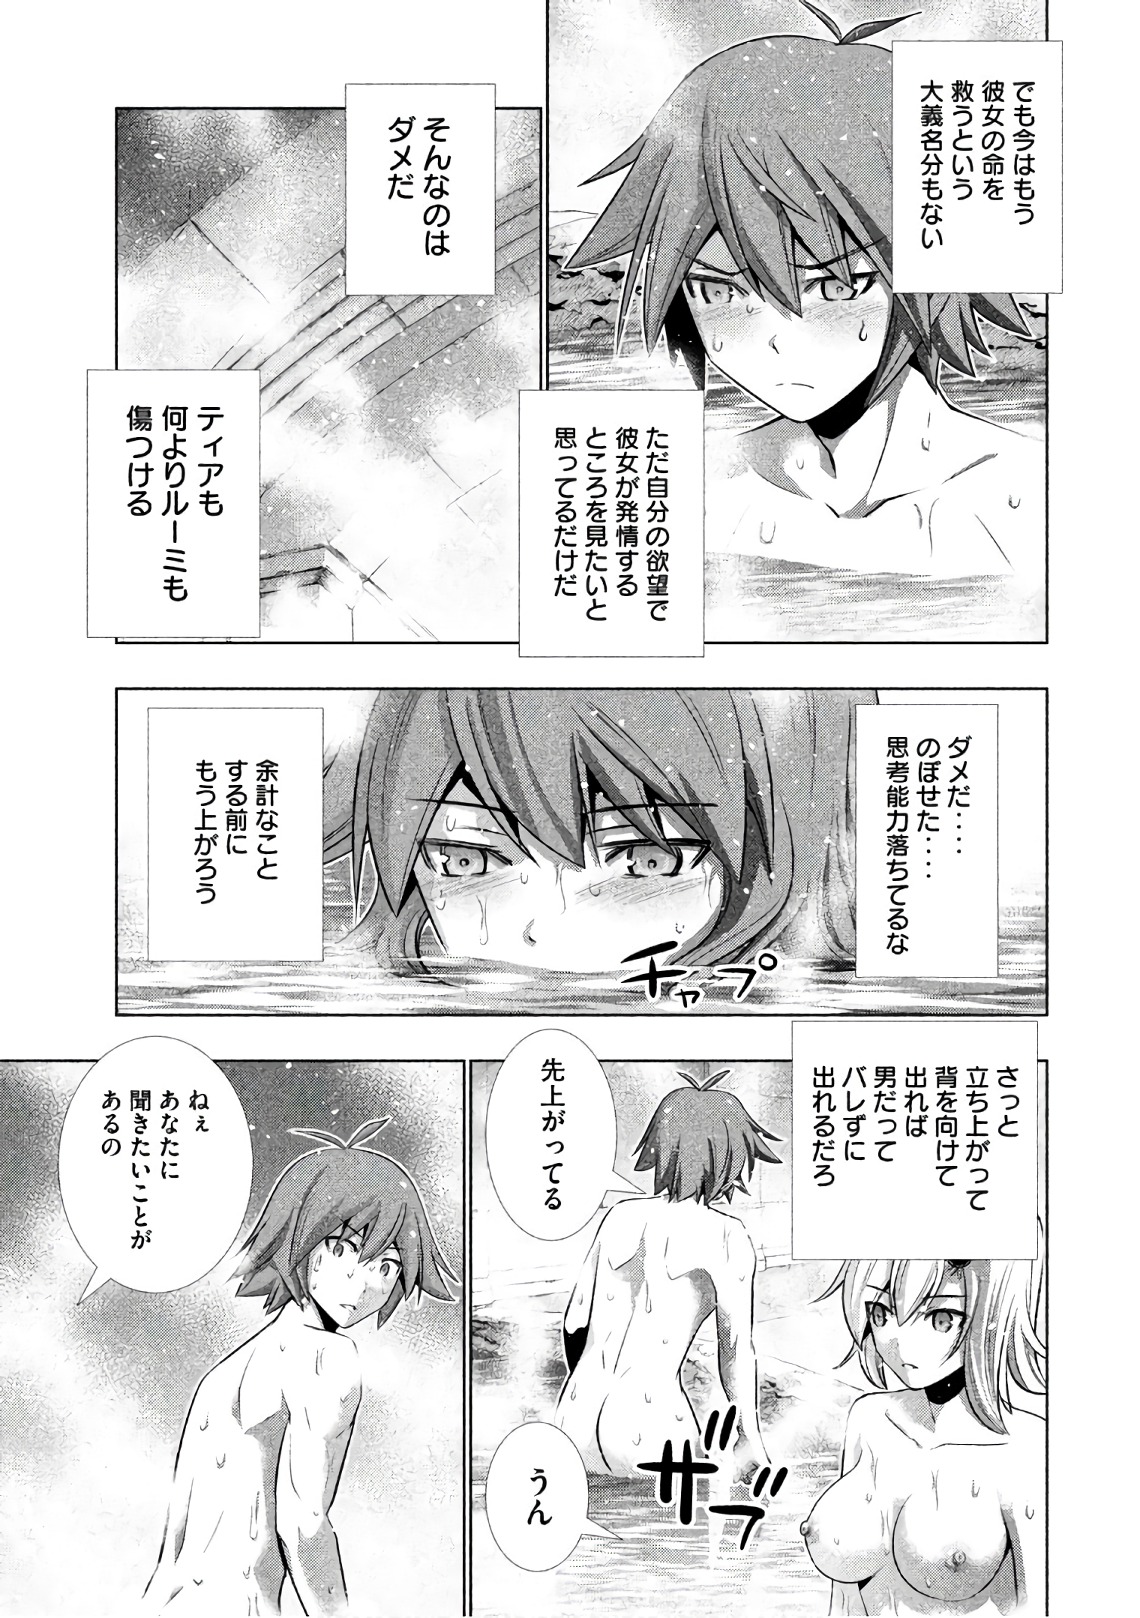 でも今はもう
彼女の命を
救うという
大義名分もない
ただ自分の欲望で
彼女が発情する
ところを見たいと
思ってるだけだ
そんなのは
ダメだ
ティアも
何よりルーミも
傷つける
ダメだ‥‥
のぼせた‥‥
思考能力落ちてるな
余計なこと
する前に
もう上がろう
チャプ
さっと
立ち上がって
背を向けて
出れば
男だって
バレずに
出れるだろ
先上がってる
ザブ
うん
ねぇ
あなたに
聞きたいことが
あるの